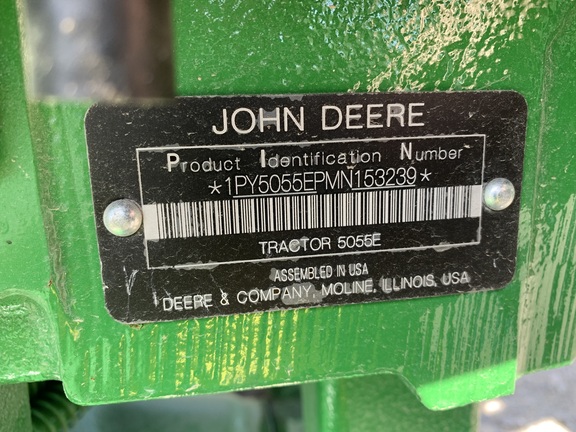 JOHN DEERE
Product Identification Number
*1PY5055EPMN153239*
TRACTOR 5055E
ASSEMBLED IN USA
DEERE & COMPANY, MOLINE, ILLINOIS, USA